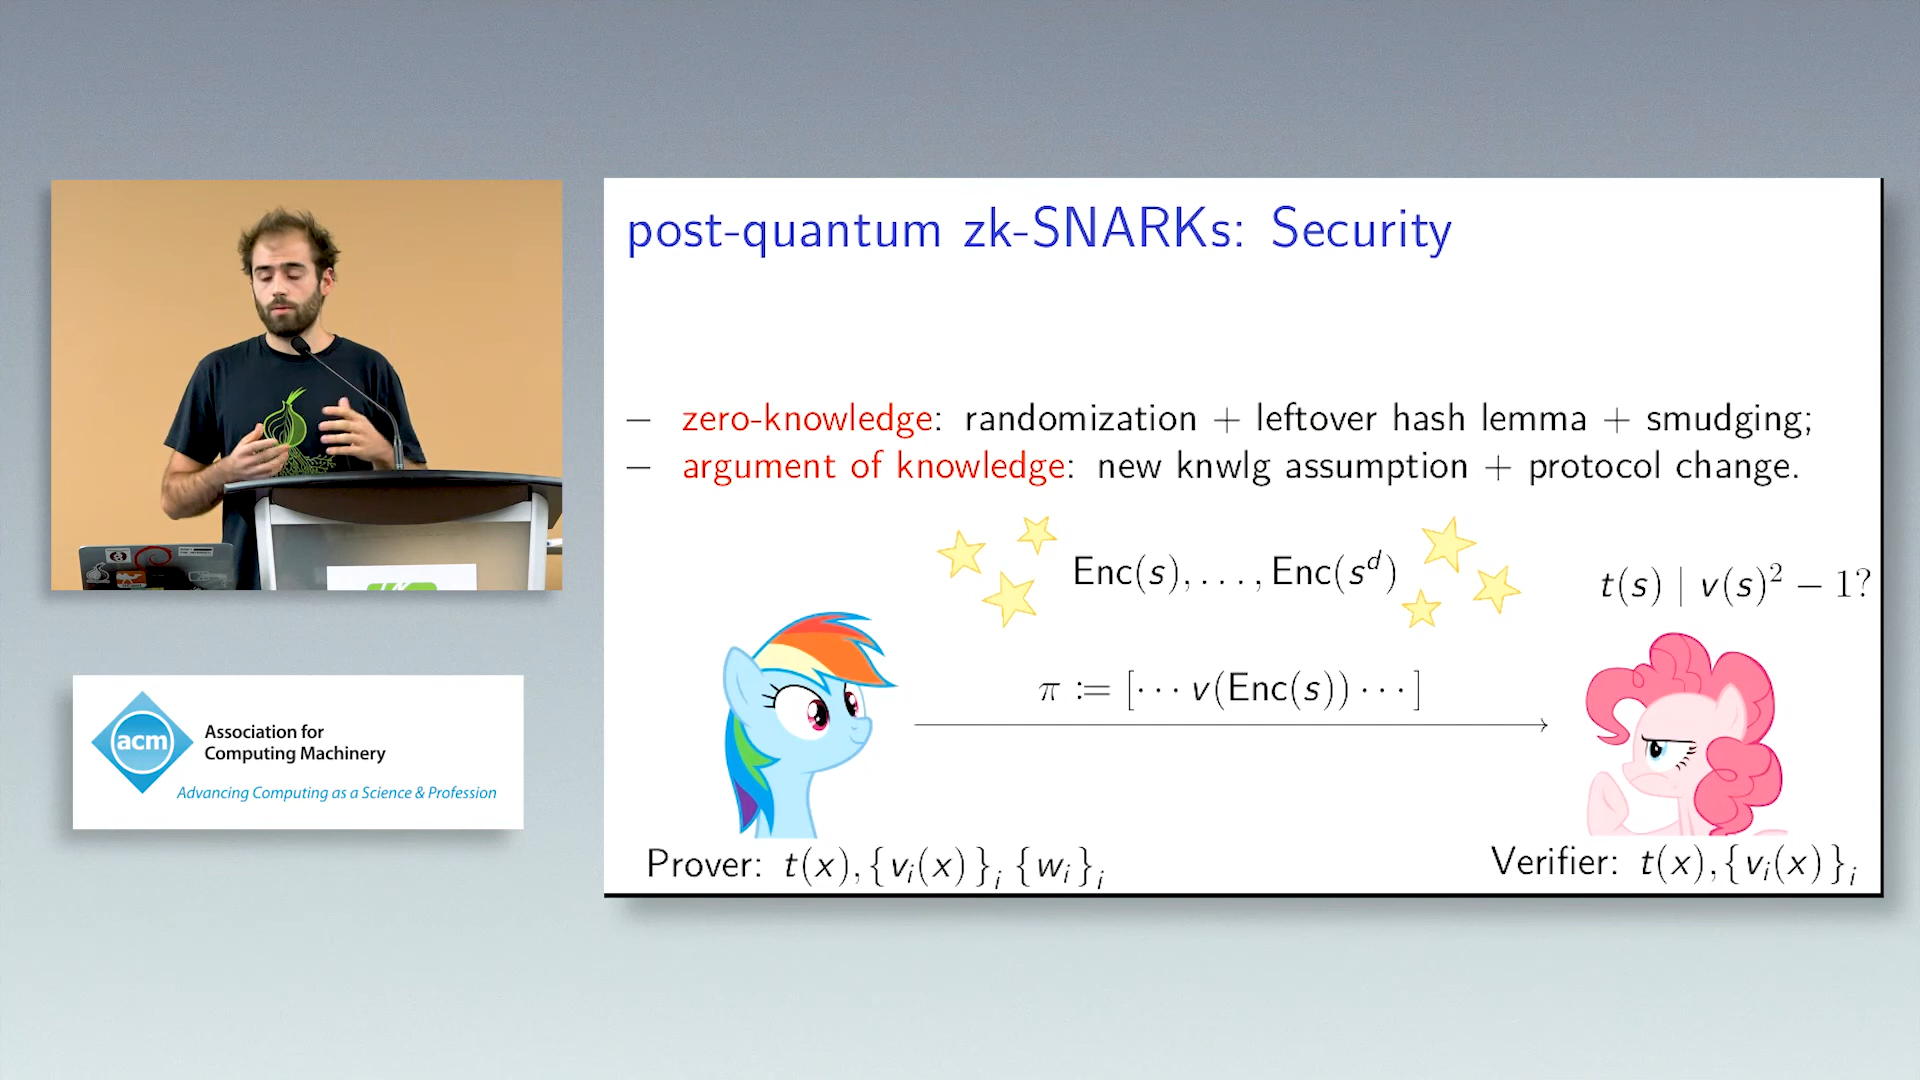 post-quantum zk-SNARKs: Security
– zero-knowledge: randomization + leftover hash lemma + smudging;
– argument of knowledge: new knwlg assumption + protocol change.
Enc(s), . . . , Enc(s^d)
t(s) | v(s)² − 1?
π := [· · · v(Enc(s)) · · · ]
Prover: t(x), {v_i(x)}_i {w_i}_i
Verifier: t(x), {v_i(x)}_i
acm
Association for
Computing Machinery
Advancing Computing as a Science & Profession